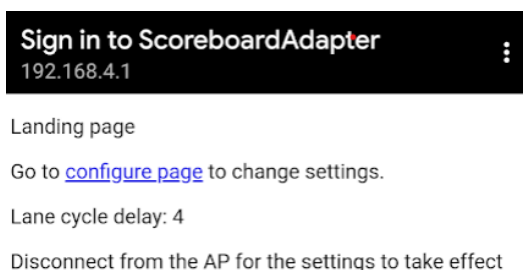 Sign in to ScoreboardAdapter
192.168.4.1
Landing page
Go to configure page to change settings.
Lane cycle delay: 4
Disconnect from the AP for the settings to take effect